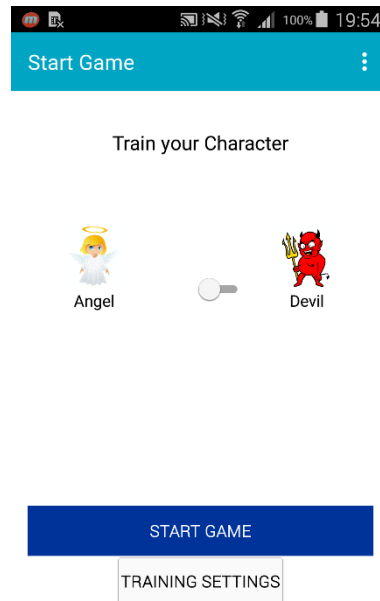 100% 19:54
Start Game
Train your Character
Angel
Devil
START GAME
TRAINING SETTINGS